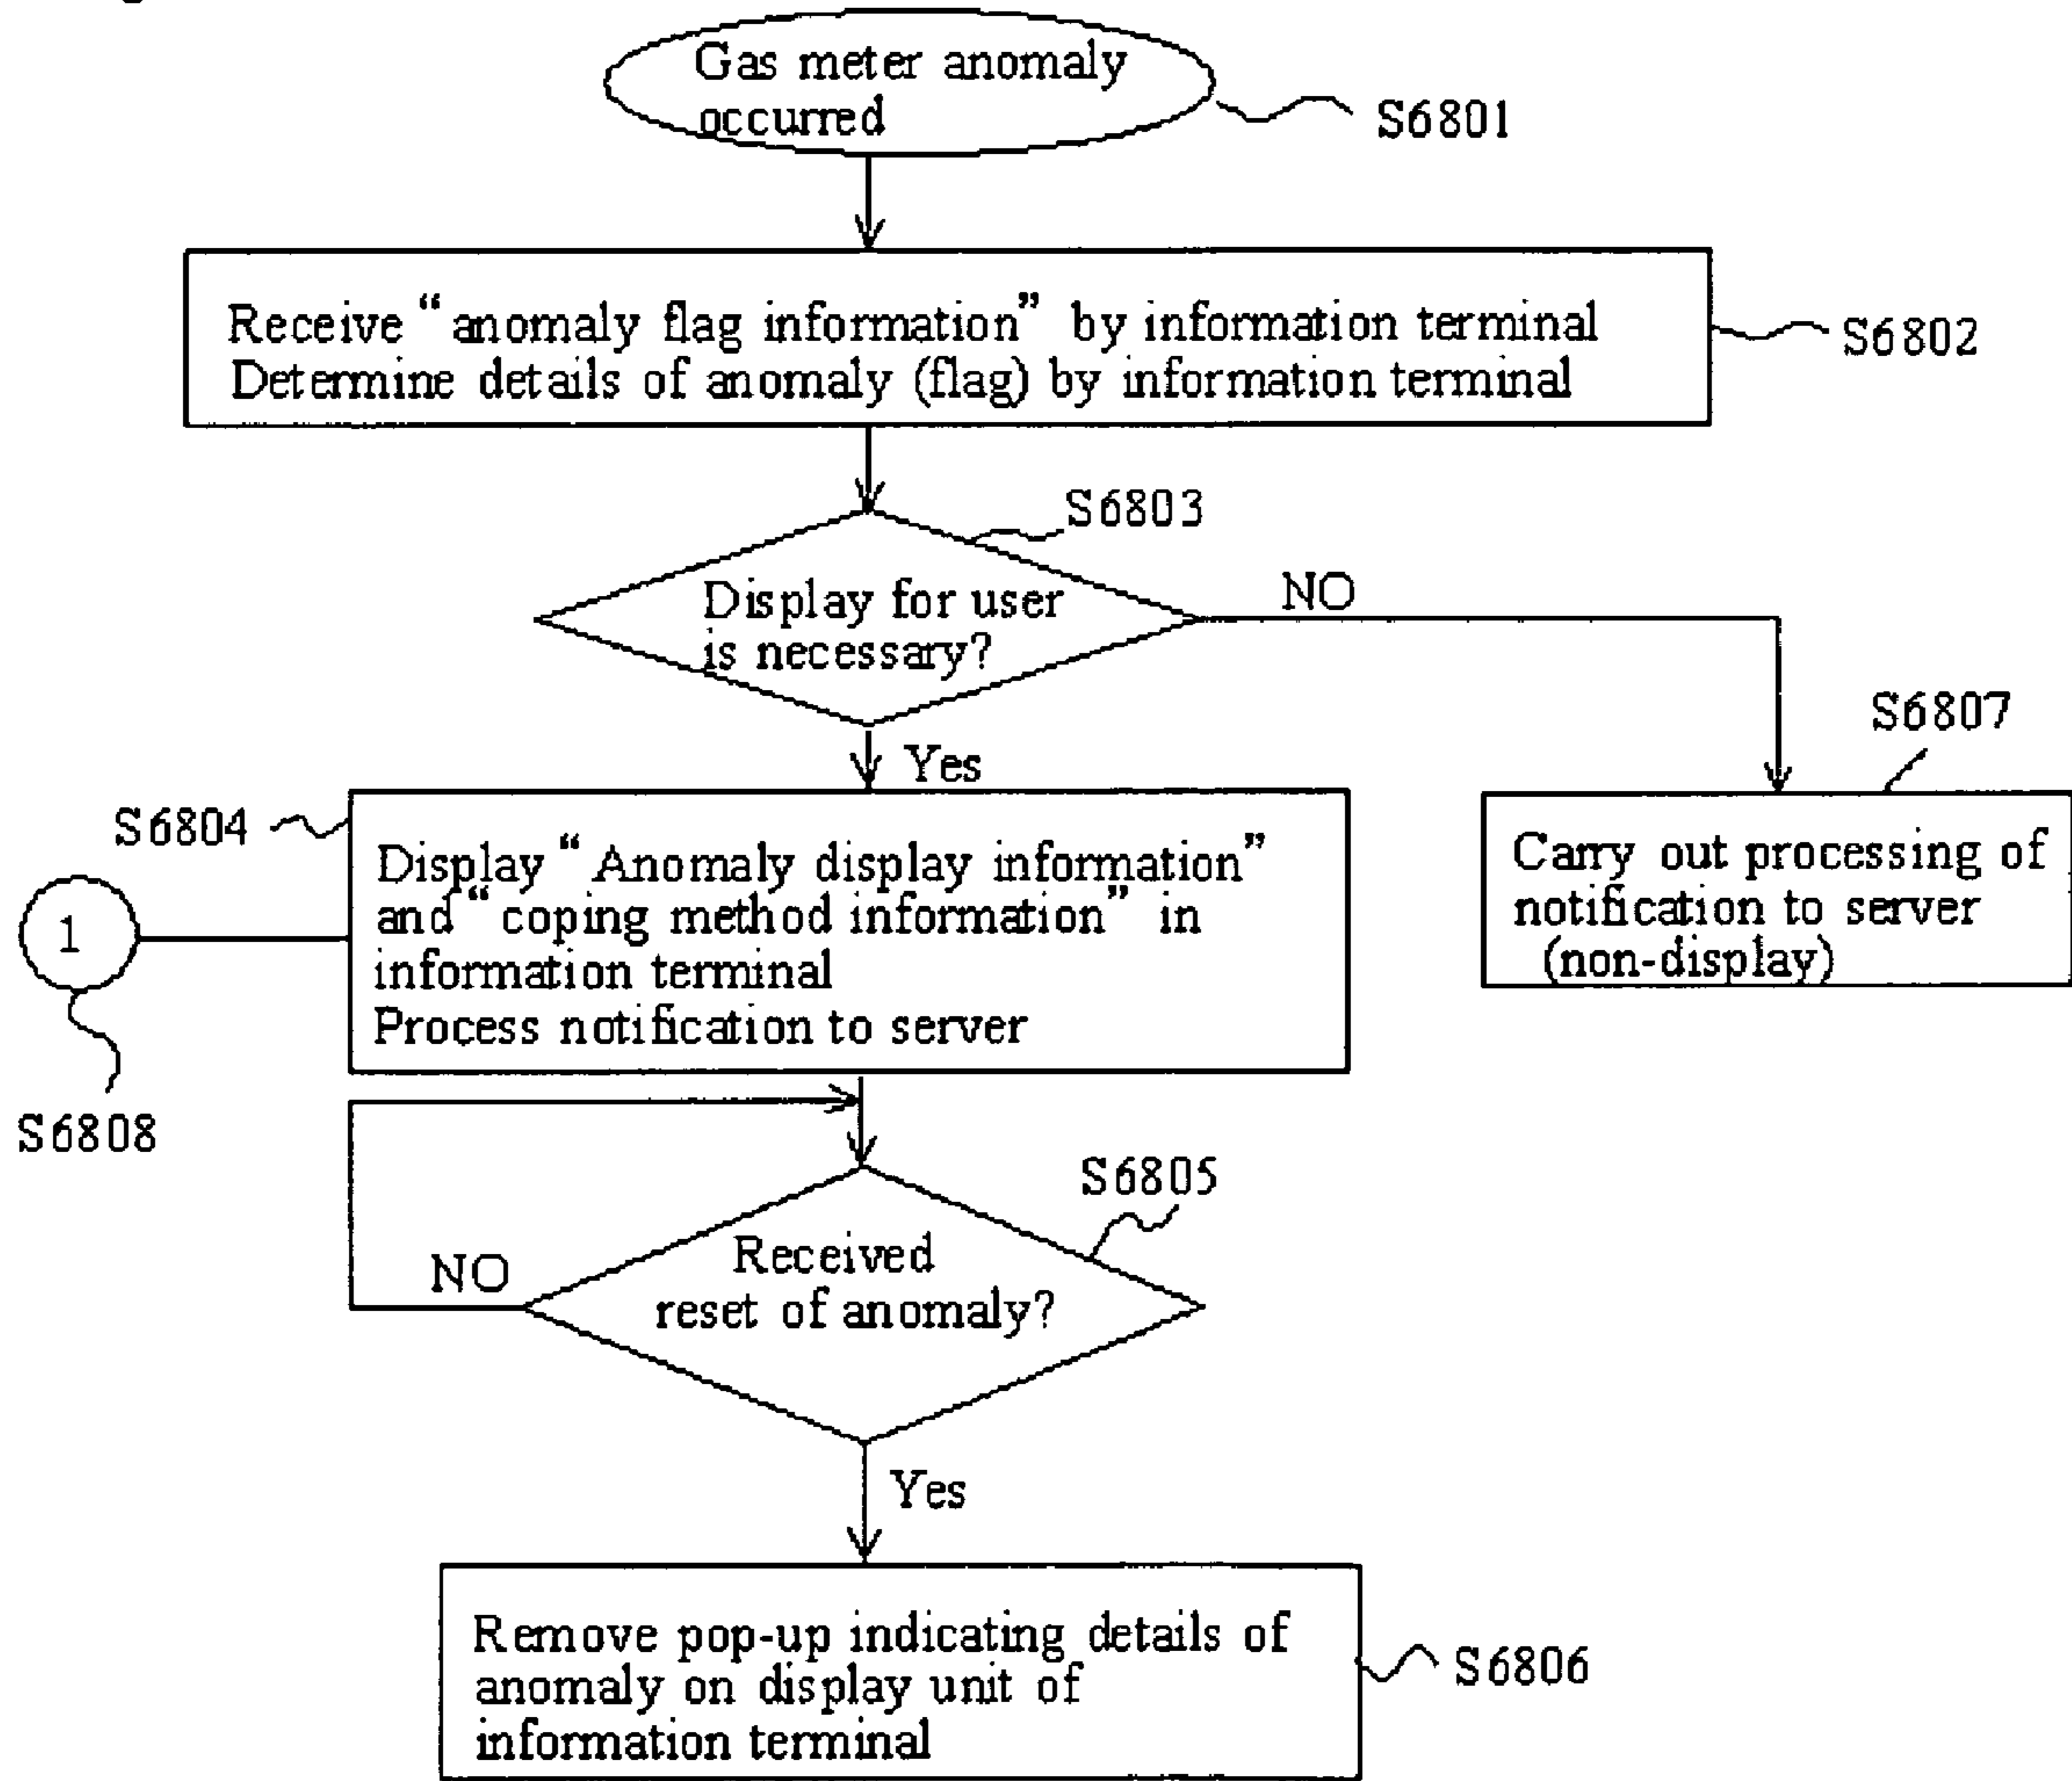 Gas meter anomaly
occurred
S6801
Receive “anomaly flag information” by information terminal
Determine details of anomaly (flag) by information terminal
S6802
S6803
Display for user
is necessary?
NO
Yes
S6807
S6804
Display “Anomaly display information”
and “coping method information” in
information terminal
Process notification to server
Carry out processing of
notification to server
(non-display)
1
S6808
S6805
Received
reset of anomaly?
NO
Yes
Remove pop-up indicating details of
anomaly on display unit of
information terminal
S6806